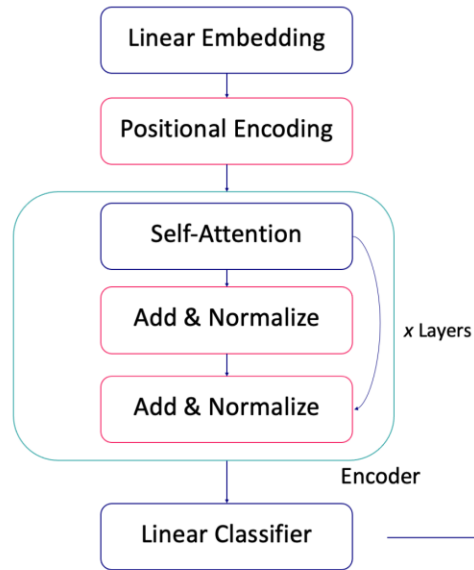 Linear Embedding
Positional Encoding
Self-Attention
Add & Normalize
x Layers
Add & Normalize
Encoder
Linear Classifier